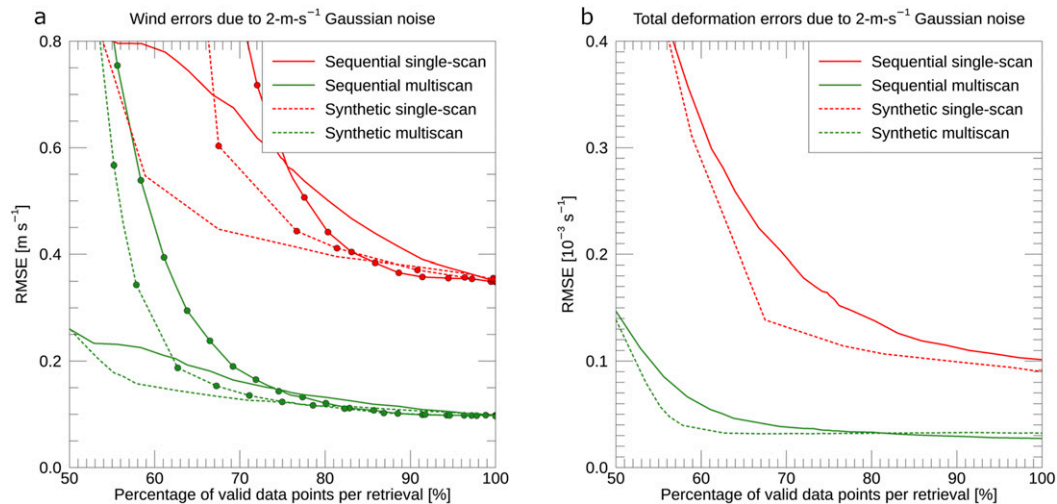 a
Wind errors due to 2-m-s⁻¹ Gaussian noise
0.8
0.6
0.4
0.2
0.0
RMSE [m s⁻¹]
Sequential single-scan
Sequential multiscan
Synthetic single-scan
Synthetic multiscan
50 60 70 80 90 100
Percentage of valid data points per retrieval [%]
b
Total deformation errors due to 2-m-s⁻¹ Gaussian noise
0.4
0.3
0.2
0.1
0.0
RMSE [10⁻³ s⁻¹]
Sequential single-scan
Sequential multiscan
Synthetic single-scan
Synthetic multiscan
50 60 70 80 90 100
Percentage of valid data points per retrieval [%]